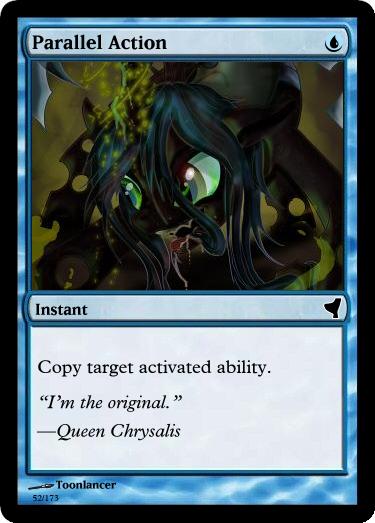 Parallel Action
Instant
Copy target activated ability.
“I'm the original.”
—Queen Chrysalis
Toonlancer
52/173